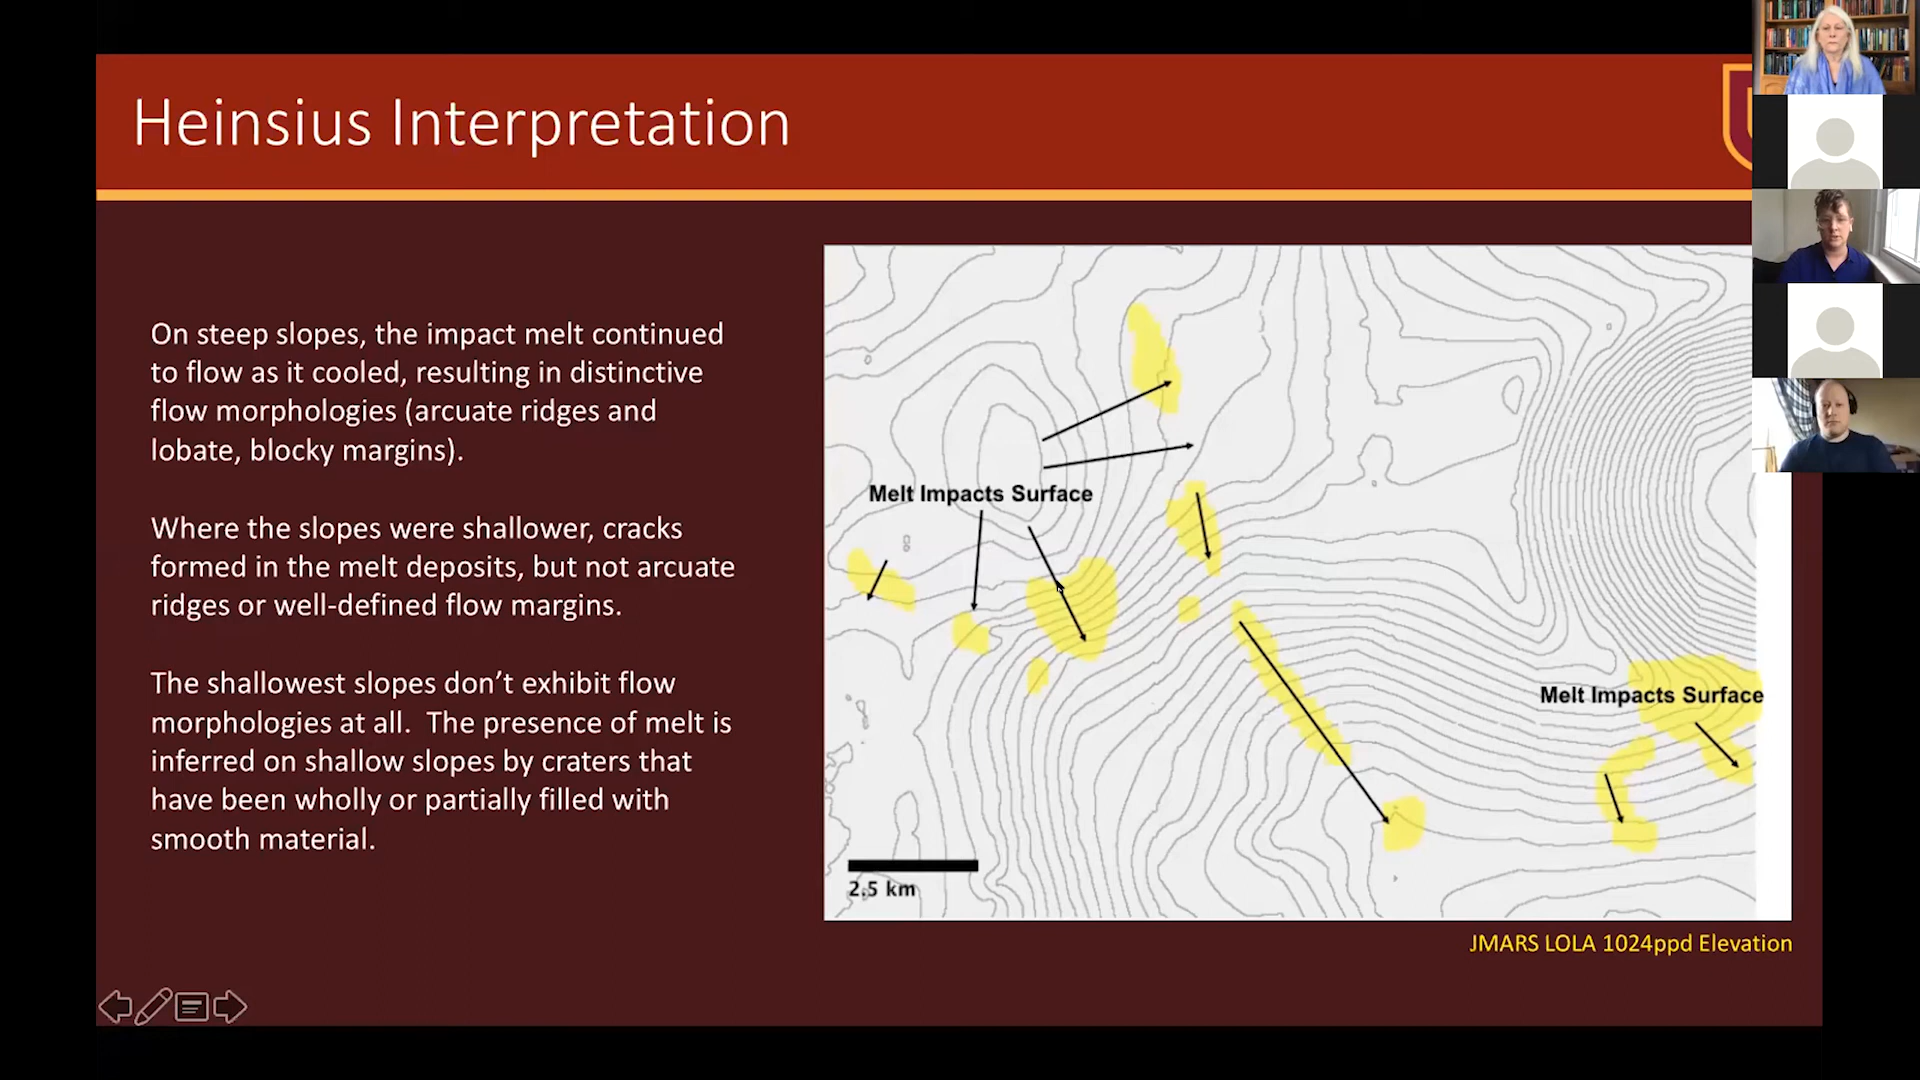 Heinsius Interpretation
On steep slopes, the impact melt continued
to flow as it cooled, resulting in distinctive
flow morphologies (arcuate ridges and
lobate, blocky margins).
Where the slopes were shallower, cracks
formed in the melt deposits, but not arcuate
ridges or well-defined flow margins.
The shallowest slopes don’t exhibit flow
morphologies at all.  The presence of melt is
inferred on shallow slopes by craters that
have been wholly or partially filled with
smooth material.
Melt Impacts Surface
Melt Impacts Surface
2.5 km
JMARS LOLA 1024ppd Elevation